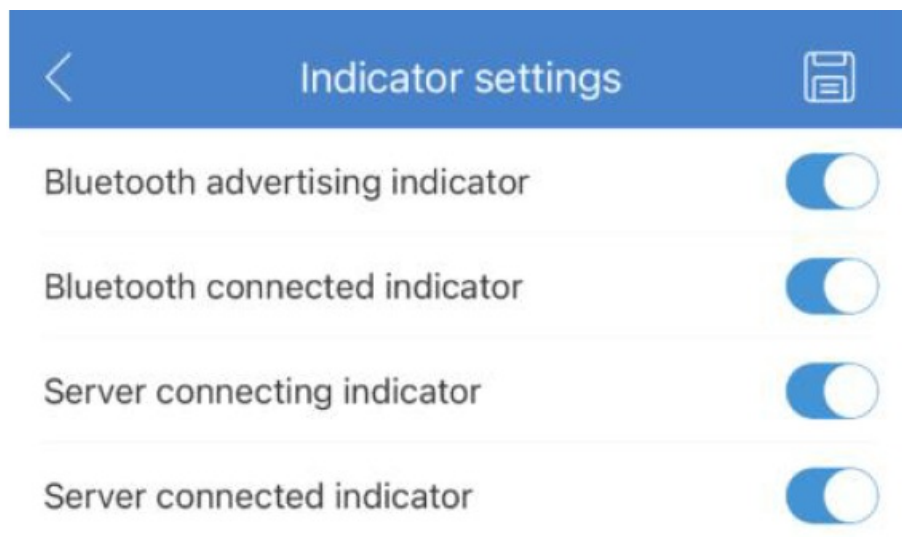 Indicator settings
Bluetooth advertising indicator
Bluetooth connected indicator
Server connecting indicator
Server connected indicator